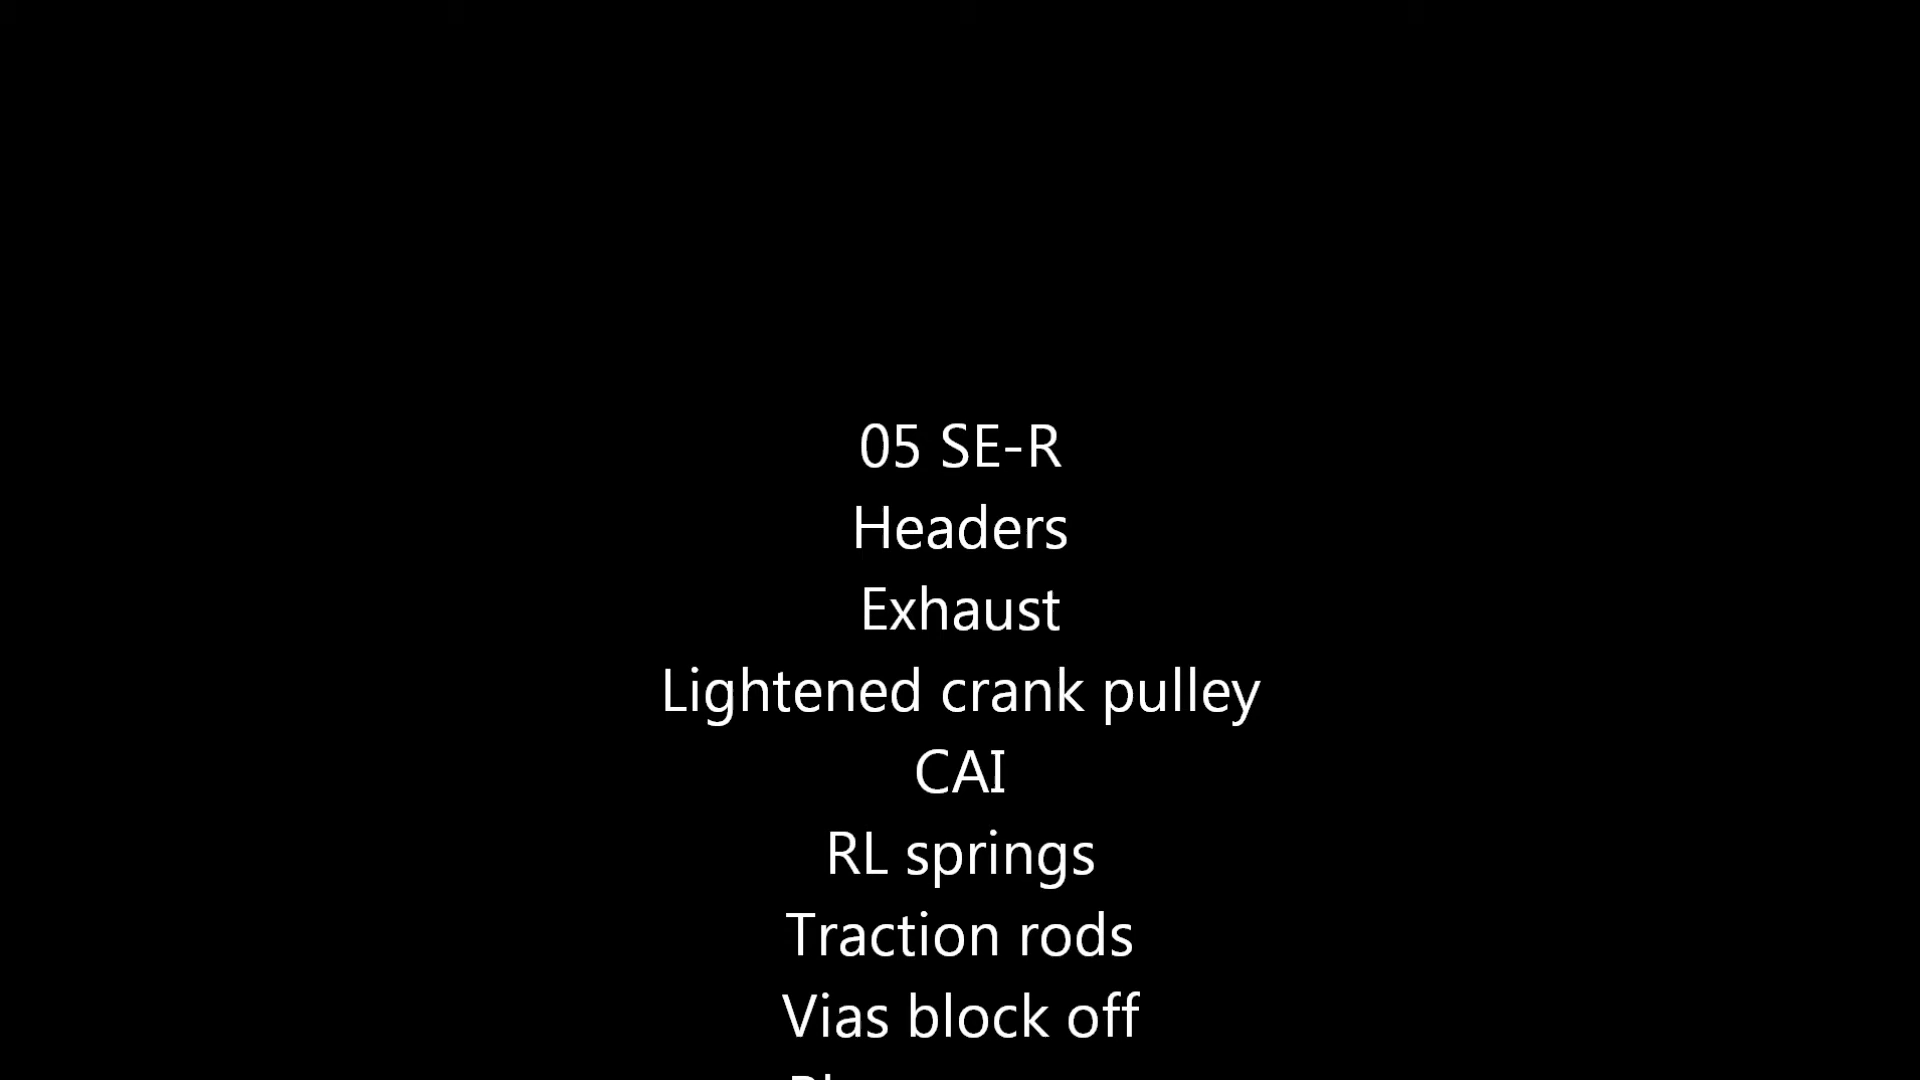 05 SE-R
Headers
Exhaust
Lightened crank pulley
CAI
RL springs
Traction rods
Vias block off